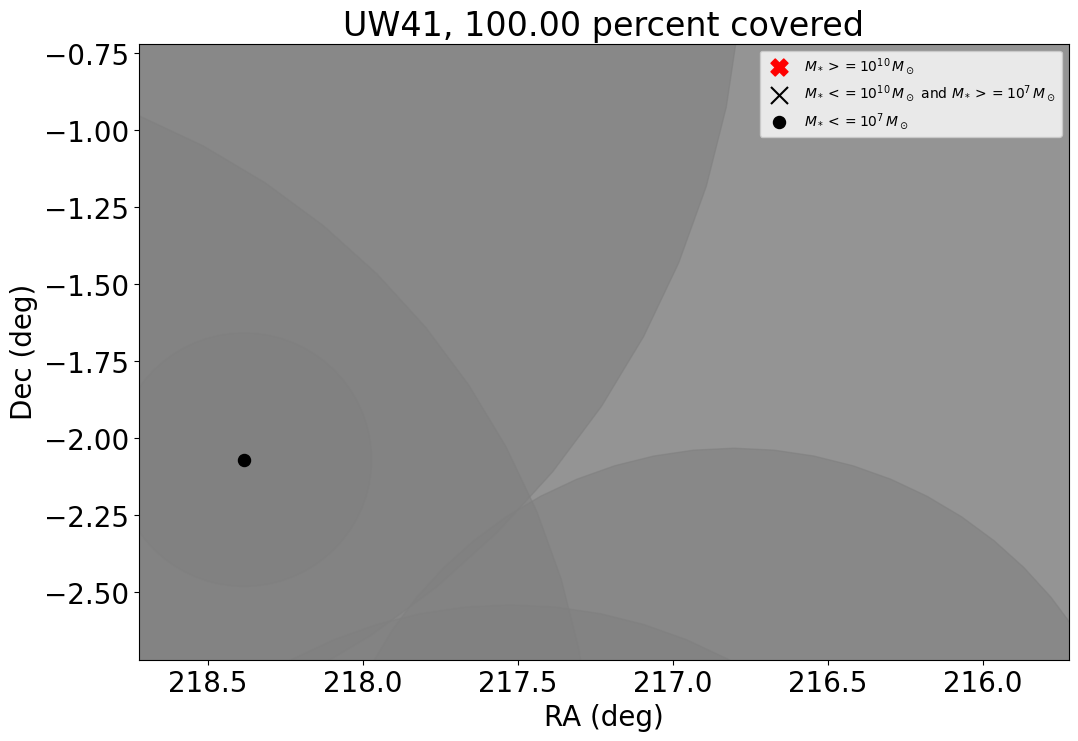 UW41, 100.00 percent covered
M* >= 10^10 M⊙
M* <= 10^10 M⊙ and M* >= 10^7 M⊙
M* <= 10^7 M⊙
−0.75
−1.00
−1.25
−1.50
−1.75
−2.00
−2.25
−2.50
Dec (deg)
218.5 218.0 217.5 217.0 216.5 216.0
RA (deg)